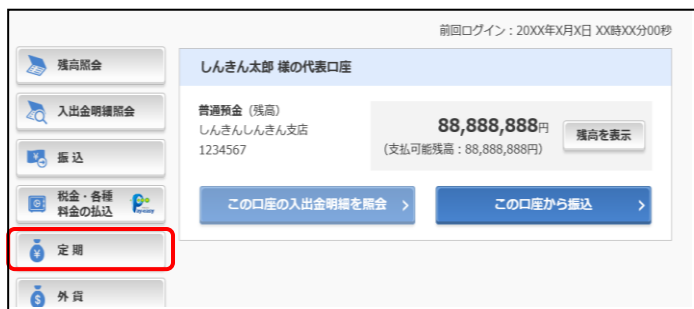 前回ログイン：20XX年X月X日 XX時XX分00秒
残高照会
入出金明細照会
振込
税金・各種
料金の払込
Pay-easy
定期
外貨
しんきん太郎 様の代表口座
普通預金（残高）
しんきんしんきん支店
1234567
88,888,888円
（支払可能残高：88,888,888円）
残高を表示
この口座の入出金明細を照会
この口座から振込